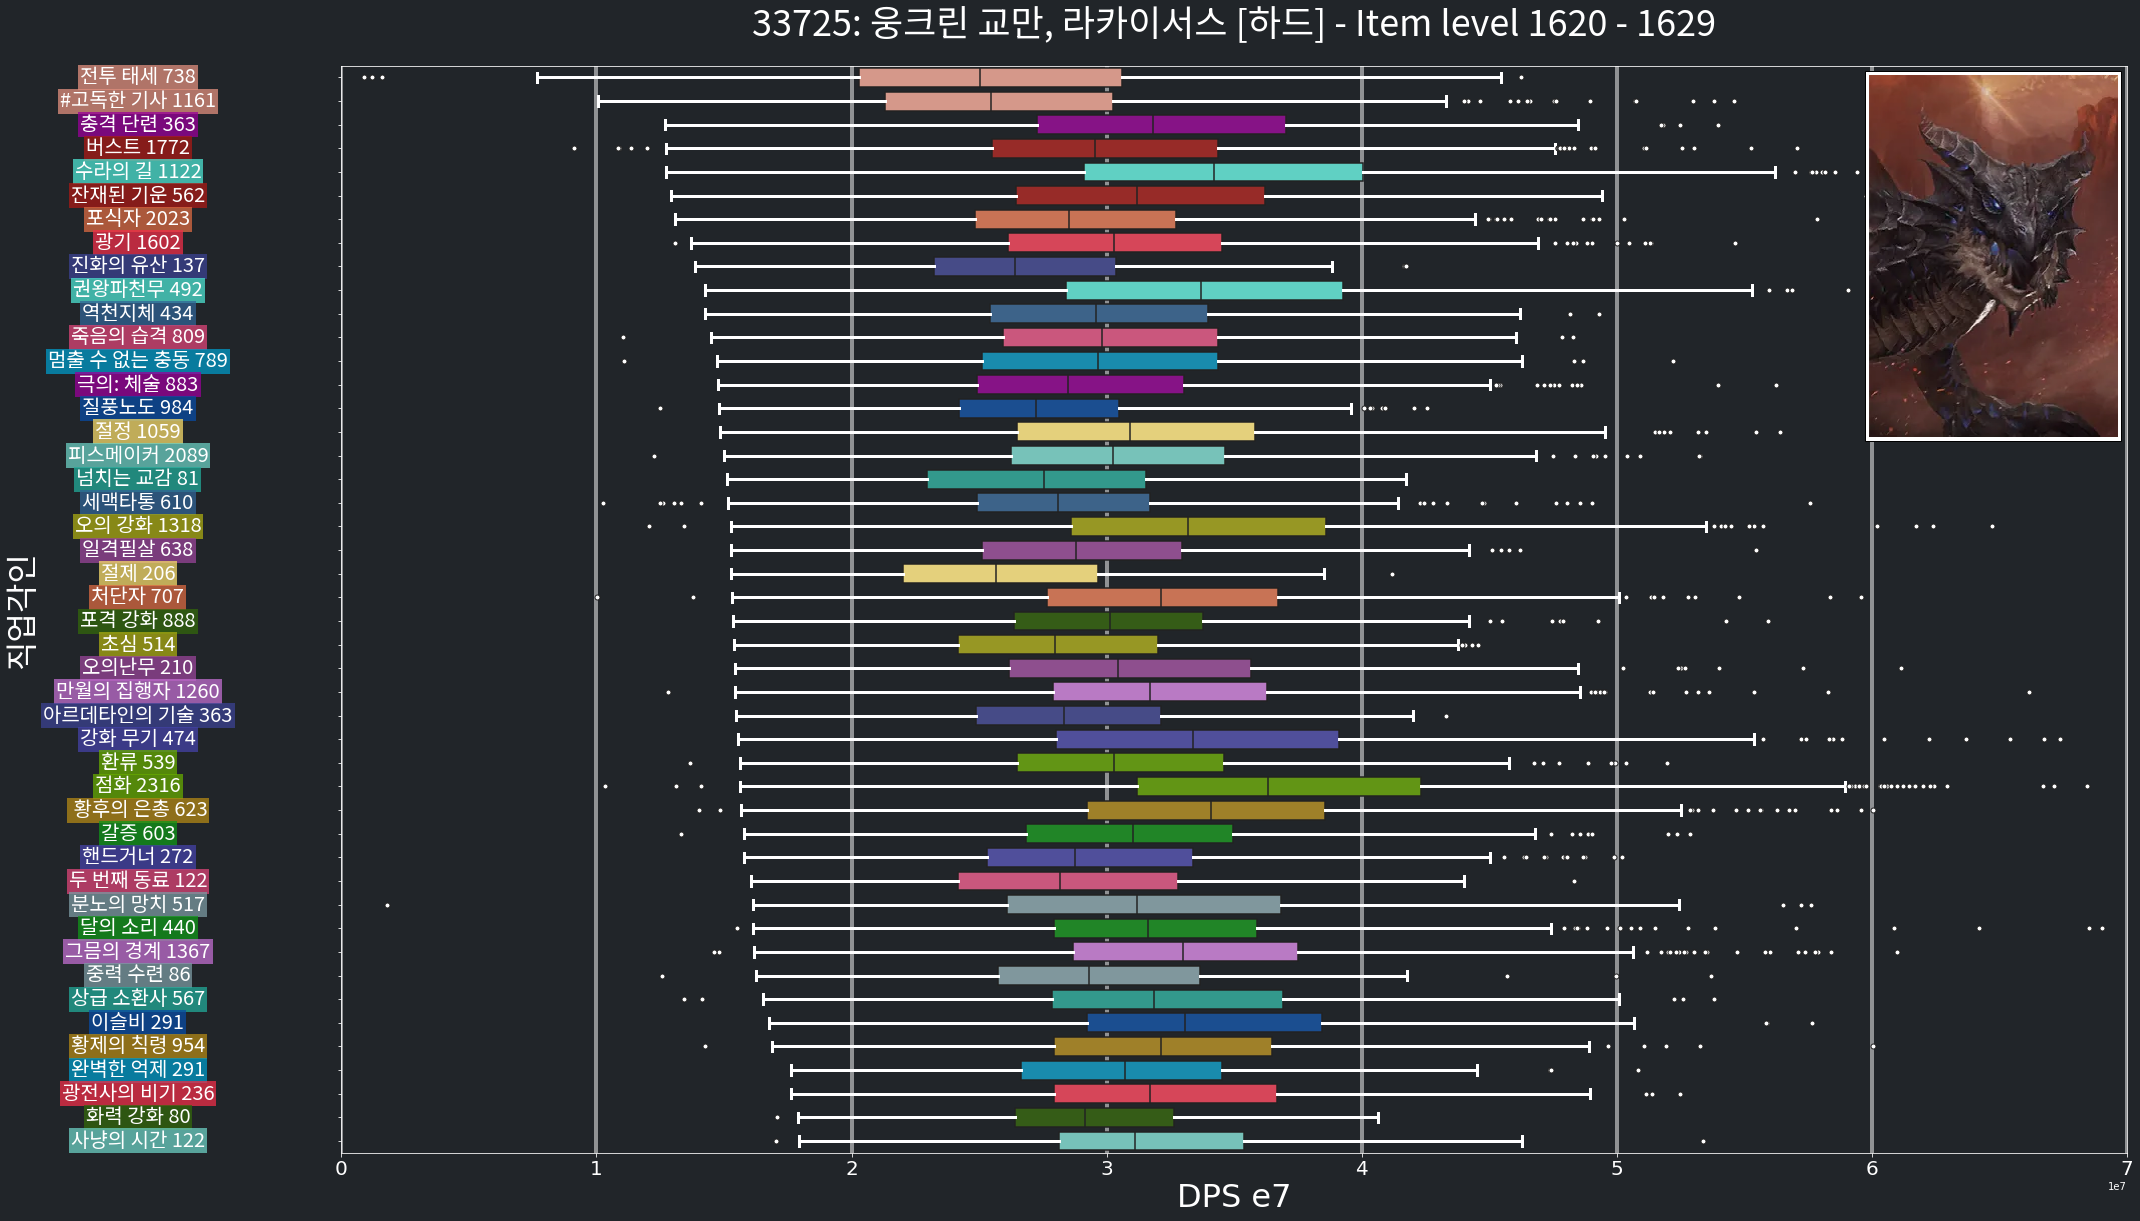 33725: 웅크린 교만, 라카이서스 [하드] - Item level 1620 - 1629
직업각인
전투 태세 738
#고독한 기사 1161
충격 단련 363
버스트 1772
수라의 길 1122
잔재된 기운 562
포식자 2023
광기 1602
진화의 유산 137
권왕파천무 492
역천지체 434
죽음의 습격 809
멈출 수 없는 충동 789
극의: 체술 883
질풍노도 984
절정 1059
피스메이커 2089
넘치는 교감 81
세맥타통 610
오의 강화 1318
일격필살 638
절제 206
처단자 707
포격 강화 888
초심 514
오의난무 210
만월의 집행자 1260
아르데타인의 기술 363
강화 무기 474
환류 539
점화 2316
황후의 은총 623
갈증 603
핸드거너 272
두 번째 동료 122
분노의 망치 517
달의 소리 440
그믐의 경계 1367
중력 수련 86
상급 소환사 567
이슬비 291
황제의 칙령 954
완벽한 억제 291
광전사의 비기 236
화력 강화 80
사냥의 시간 122
0 1 2 3 4 5 6 7
DPS e7
1e7